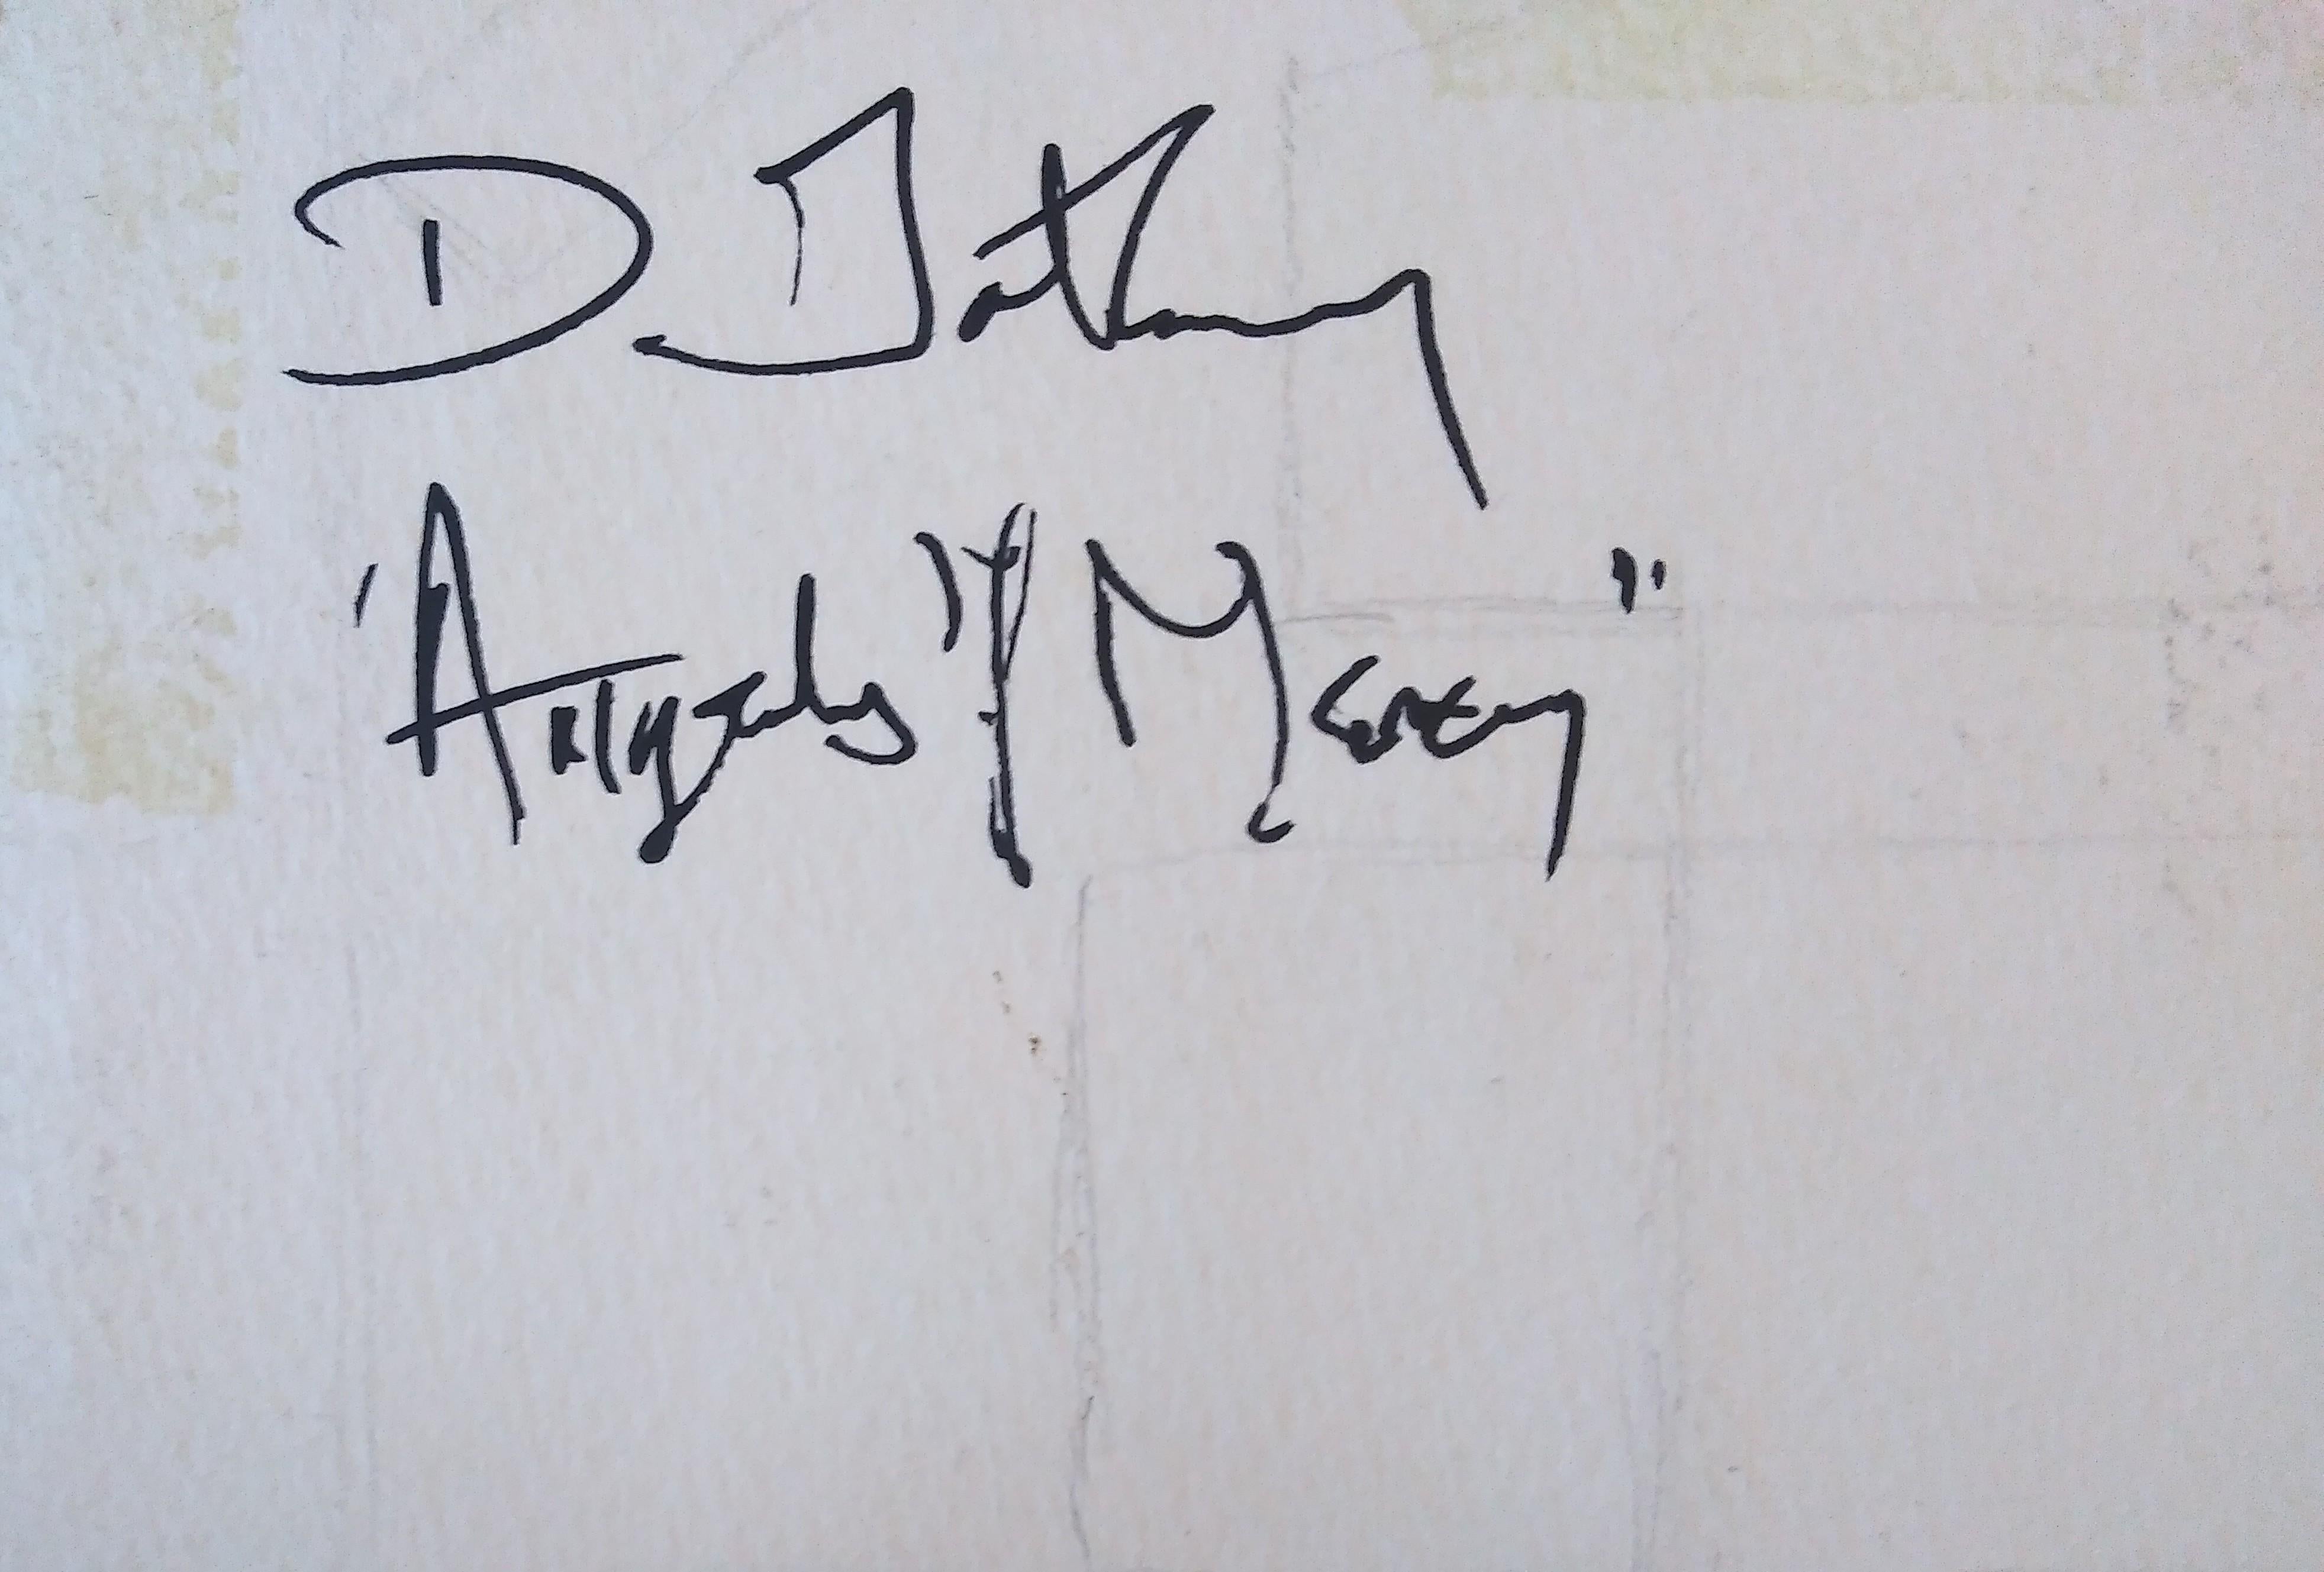 D.
"Angels of Mercy"